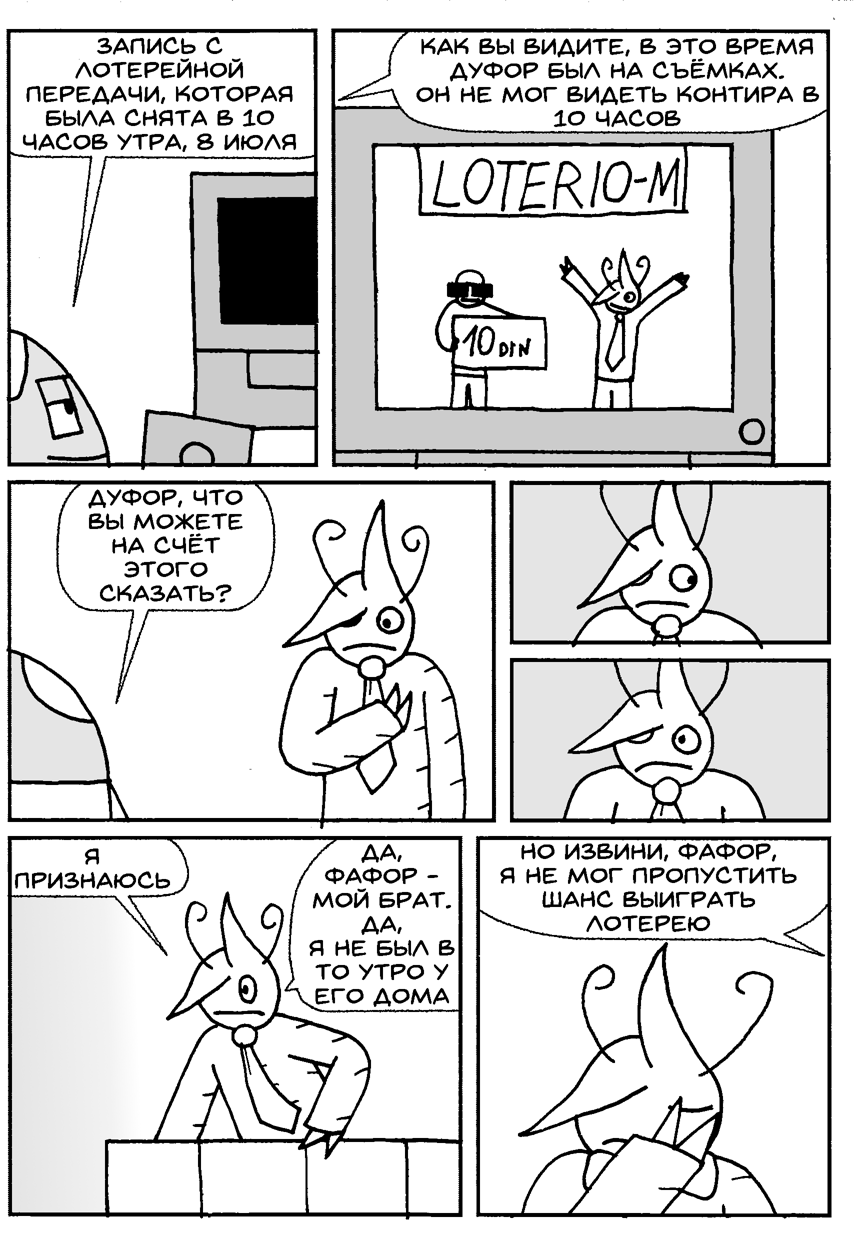 ЗАПИСЬ С
ЛОТЕРЕЙНОЙ
ПЕРЕДАЧИ, КОТОРАЯ
БЫЛА СНЯТА В 10
ЧАСОВ УТРА, 8 ИЮЛЯ
КАК ВЫ ВИДИТЕ, В ЭТО ВРЕМЯ
ДУФОР БЫЛ НА СЪЁМКАХ.
ОН НЕ МОГ ВИДЕТЬ КОНТИРА В
10 ЧАСОВ
LOTERIO-M
10 DIN
ДУФОР, ЧТО
ВЫ МОЖЕТЕ
НА СЧЁТ
ЭТОГО
СКАЗАТЬ?
Я
ПРИЗНАЮСЬ
ДА,
ФАФОР -
МОЙ БРАТ.
ДА,
Я НЕ БЫЛ В
ТО УТРО У
ЕГО ДОМА
НО ИЗВИНИ, ФАФОР,
Я НЕ МОГ ПРОПУСТИТЬ
ШАНС ВЫИГРАТЬ
ЛОТЕРЕЮ